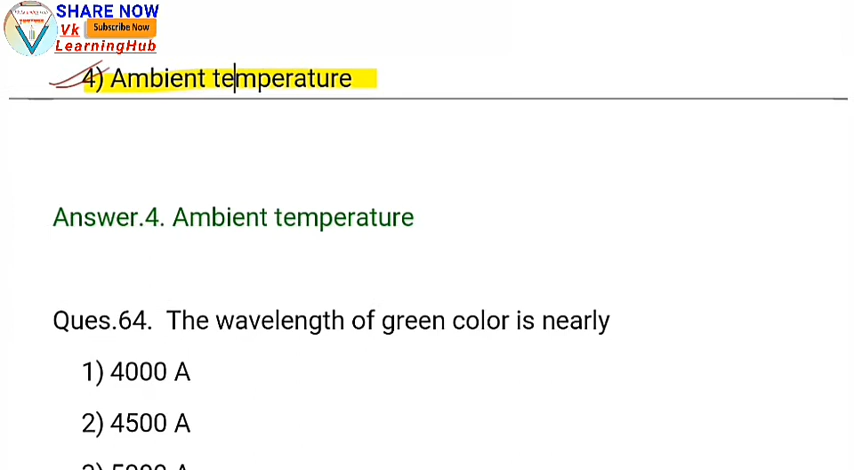 SHARE NOW
Vk
Subscribe Now
LearningHub
4) Ambient temperature
Answer.4. Ambient temperature
Ques.64. The wavelength of green color is nearly
1) 4000 A
2) 4500 A